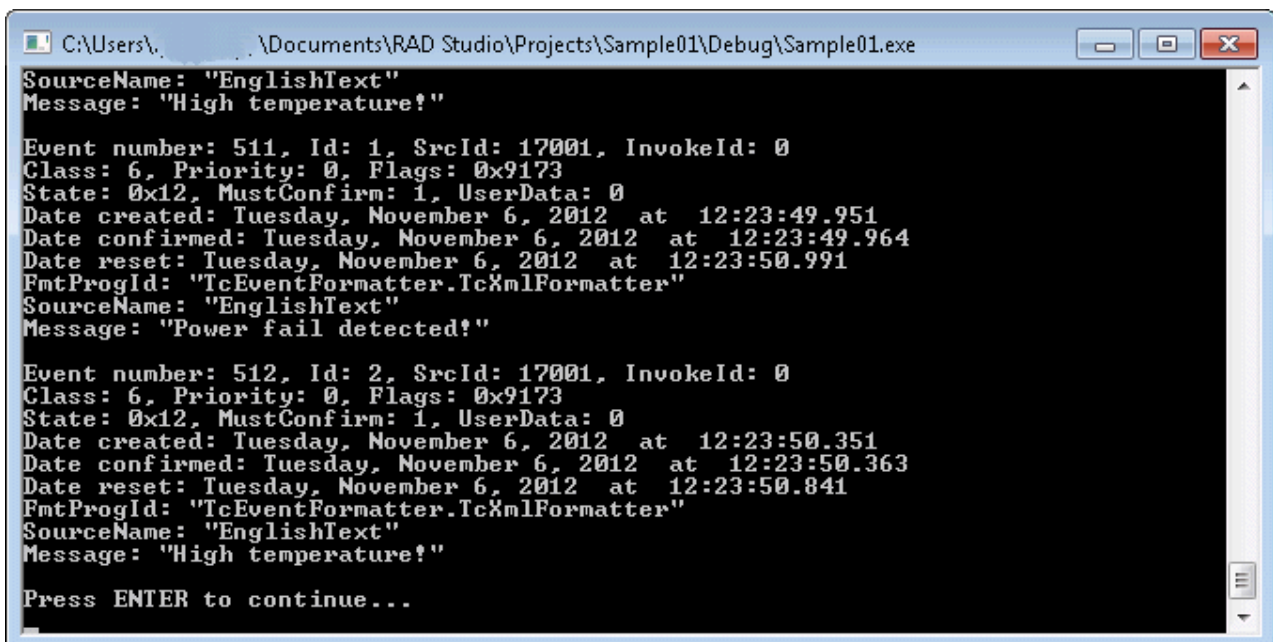 C:\Users\. \Documents\RAD Studio\Projects\Sample01\Debug\Sample01.exe
SourceName: "EnglishText"
Message: "High temperature!"
Event number: 511, Id: 1, SrcId: 17001, InvokeId: 0
Class: 6, Priority: 0, Flags: 0x9173
State: 0x12, MustConfirm: 1, UserData: 0
Date created: Tuesday, November 6, 2012  at  12:23:49.951
Date confirmed: Tuesday, November 6, 2012  at  12:23:49.964
Date reset: Tuesday, November 6, 2012  at  12:23:50.991
FmtProgId: "TcEventFormatter.TcXmlFormatter"
SourceName: "EnglishText"
Message: "Power fail detected!"
Event number: 512, Id: 2, SrcId: 17001, InvokeId: 0
Class: 6, Priority: 0, Flags: 0x9173
State: 0x12, MustConfirm: 1, UserData: 0
Date created: Tuesday, November 6, 2012  at  12:23:50.351
Date confirmed: Tuesday, November 6, 2012  at  12:23:50.363
Date reset: Tuesday, November 6, 2012  at  12:23:50.841
FmtProgId: "TcEventFormatter.TcXmlFormatter"
SourceName: "EnglishText"
Message: "High temperature!"
Press ENTER to continue...